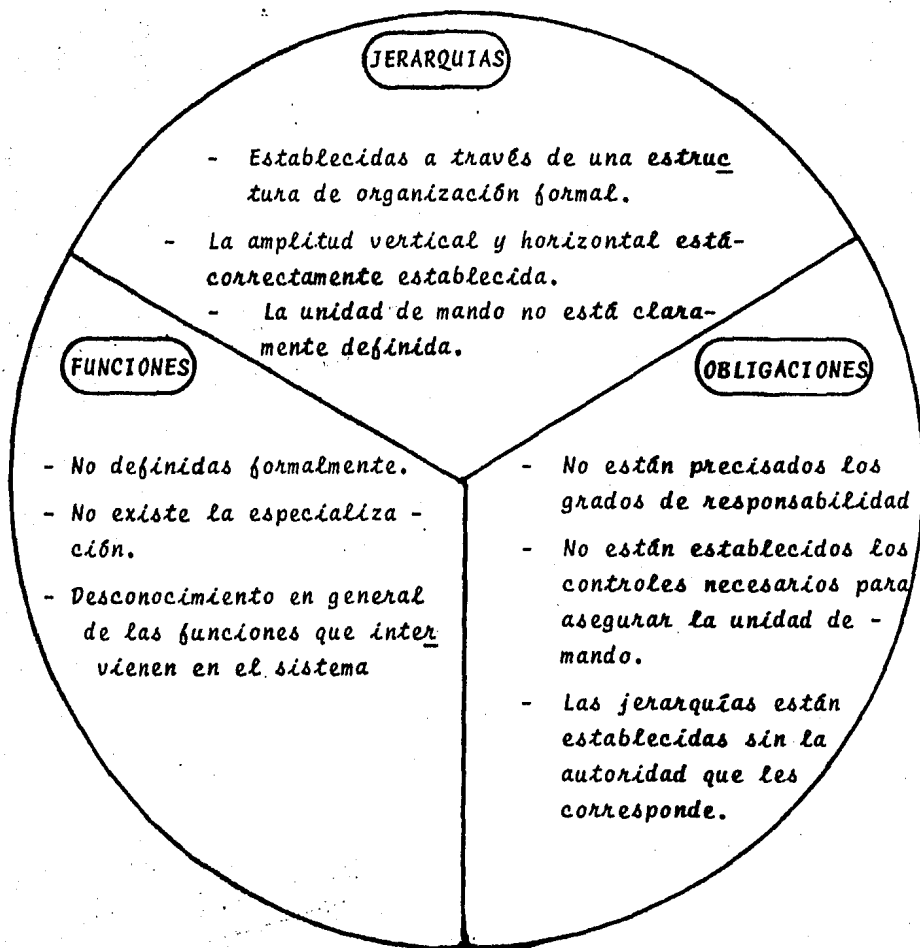 JERARQUIAS
- Establecidas a través de una estruc
tura de organización formal.
- La amplitud vertical y horizontal está-
correctamente establecida.
- La unidad de mando no está clara-
mente definida.
FUNCIONES
- No definidas formalmente.
- No existe la especializa -
ción.
- Desconocimiento en general
de las funciones que inter
vienen en el sistema
OBLIGACIONES
- No están precisados los
grados de responsabilidad
- No están establecidos los
controles necesarios para
asegurar la unidad de -
mando.
- Las jerarquías están
establecidas sin la
autoridad que les
corresponde.